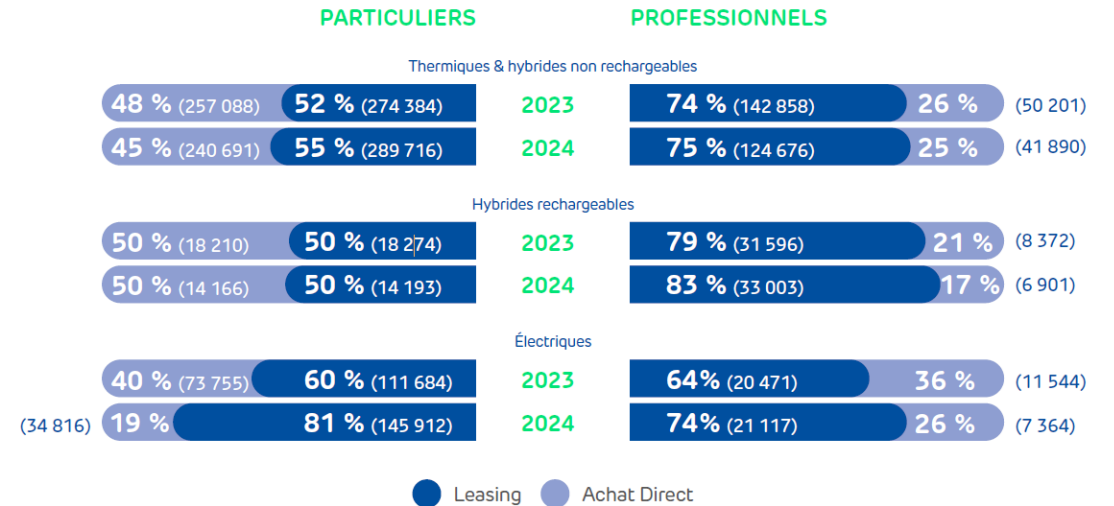 PARTICULIERS PROFESSIONNELS
Thermiques & hybrides non rechargeables
48 % (257 088) 52 % (274 384) 2023 74 % (142 858) 26 % (50 201)
45 % (240 691) 55 % (289 716) 2024 75 % (124 676) 25 % (41 890)
Hybrides rechargeables
50 % (18 210) 50 % (18 274) 2023 79 % (31 596) 21 % (8 372)
50 % (14 166) 50 % (14 193) 2024 83 % (33 003) 17 % (6 901)
Électriques
40 % (73 755) 60 % (111 684) 2023 64% (20 471) 36 % (11 544)
(34 816) 19 % 81 % (145 912) 2024 74% (21 117) 26 % (7 364)
Leasing Achat Direct